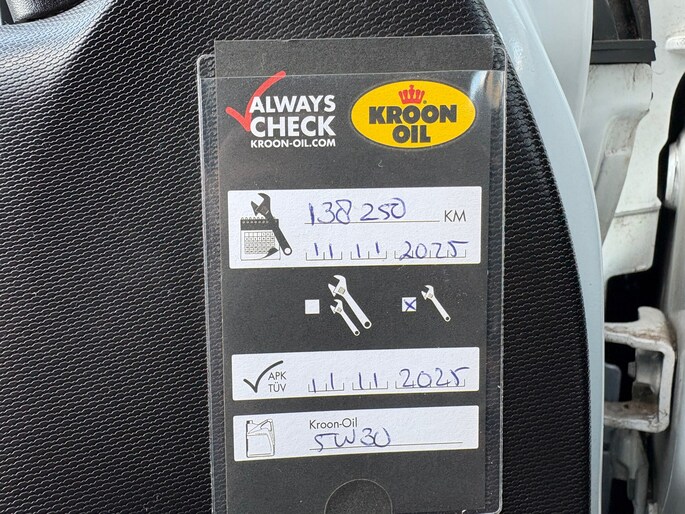 ALWAYS
CHECK
KROON-OIL.COM
KROON
OIL
138 250 KM
11 11 2025
APK
TÜV
11 11 2025
Kroon-Oil
5W30